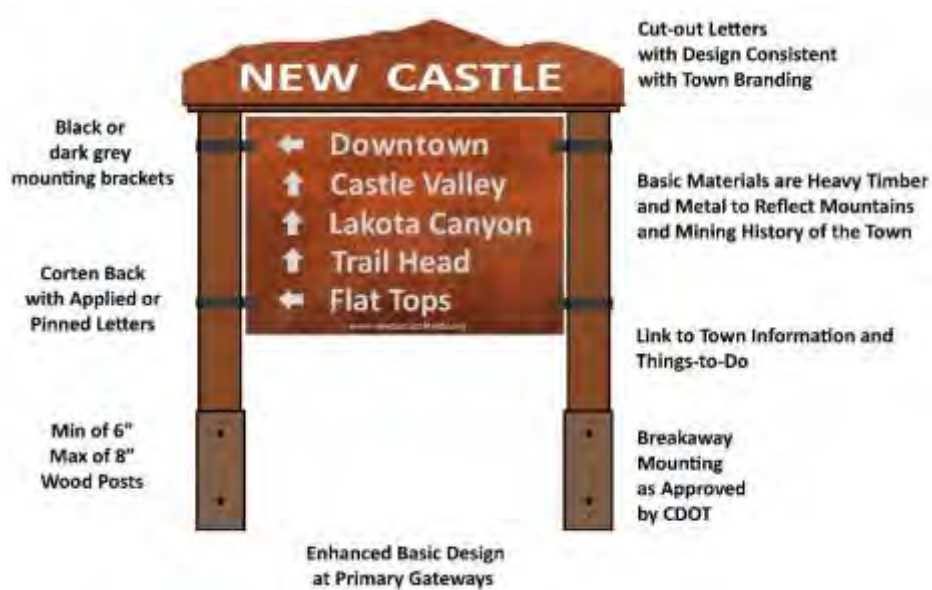 NEW CASTLE
Cut-out Letters
with Design Consistent
with Town Branding
Black or
dark grey
mounting brackets
← Downtown
↑ Castle Valley
↑ Lakota Canyon
↑ Trail Head
← Flat Tops
Basic Materials are Heavy Timber
and Metal to Reflect Mountains
and Mining History of the Town
Corten Back
with Applied or
Pinned Letters
Link to Town Information and
Things-to-Do
Min of 6"
Max of 8"
Wood Posts
Breakaway
Mounting
as Approved
by CDOT
Enhanced Basic Design
at Primary Gateways